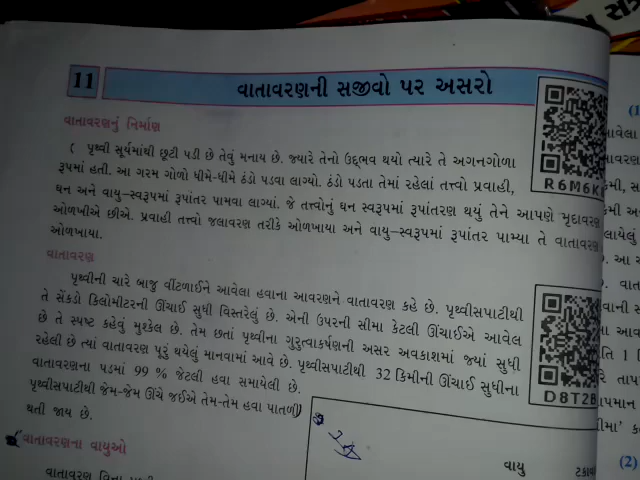 11
વાતાવરણની સજીવો પર અસરો
વાતાવરણનું નિર્માણ
( પૃથ્વી સૂર્યમાંથી છૂટી પડી છે તેવું મનાય છે. જ્યારે તેનો ઉદ્દભવ થયો ત્યારે તે અગનગોળા
રૂપમાં હતી. આ ગરમ ગોળો ધીમે-ધીમે ઠંડો પડવા લાગ્યો. ઠંડો પડતા તેમાં રહેલાં તત્ત્વો પ્રવાહી,
ઘન અને વાયુ-સ્વરૂપમાં રૂપાંતર પામવા લાગ્યાં. જે તત્ત્વોનું ઘન સ્વરૂપમાં રૂપાંતરણ થયું તેને આપણે મૃદાવરણ
ઓળખીએ છીએ. પ્રવાહી તત્ત્વો જલાવરણ તરીકે ઓળખાયા અને વાયુ-સ્વરૂપમાં રૂપાંતર પામ્યા તે વાતાવરણ
ઓળખાયા.
R6M6K
વાતાવરણ
પૃથ્વીની ચારે બાજુ વીંટળાઈને આવેલા હવાના આવરણને વાતાવરણ કહે છે. પૃથ્વીસપાટીથી
તે સેંકડો કિલોમીટરની ઊંચાઈ સુધી વિસ્તરેલું છે. એની ઉપરની સીમા કેટલી ઊંચાઈએ આવેલ
છે તે સ્પષ્ટ કહેવું મુશ્કેલ છે. તેમ છતાં પૃથ્વીના ગુરુત્વાકર્ષણની અસર અવકાશમાં જ્યાં સુધી
રહેલી છે ત્યાં વાતાવરણ પૂરું થયેલું માનવામાં આવે છે. પૃથ્વીસપાટીથી 32 કિમીની ઊંચાઈ સુધીના
વાતાવરણના પડમાં 99 % જેટલી હવા સમાયેલી છે.
પૃથ્વીસપાટીથી જેમ-જેમ ઊંચે જઈએ તેમ-તેમ હવા પાતળી
થતી જાય છે.
D8T2B
વાતાવરણના વાયુઓ
વાતાવરણ વિના
વાયુ
(2)